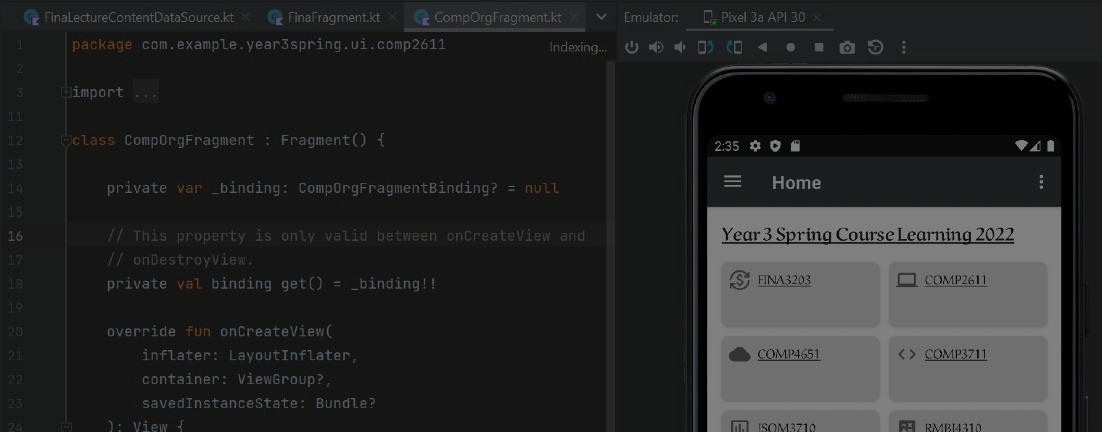 FinaLectureContentDataSource.kt
FinaFragment.kt
CompOrgFragment.kt
Emulator:
Pixel 3a API 30
1 package com.example.year3spring.ui.comp2611
Indexing...
2
3 import ...
11
12 class CompOrgFragment : Fragment() {
13
14 private var _binding: CompOrgFragmentBinding? = null
15
16 // This property is only valid between onCreateView and
17 // onDestroyView.
18 private val binding get() = _binding!!
19
20 override fun onCreateView(
21 inflater: LayoutInflater,
22 container: ViewGroup?,
23 savedInstanceState: Bundle?
24 ): View {
2:35
Home
Year 3 Spring Course Learning 2022
FINA3203
COMP2611
COMP4651
COMP3711
ISOM3710
RMBI4310